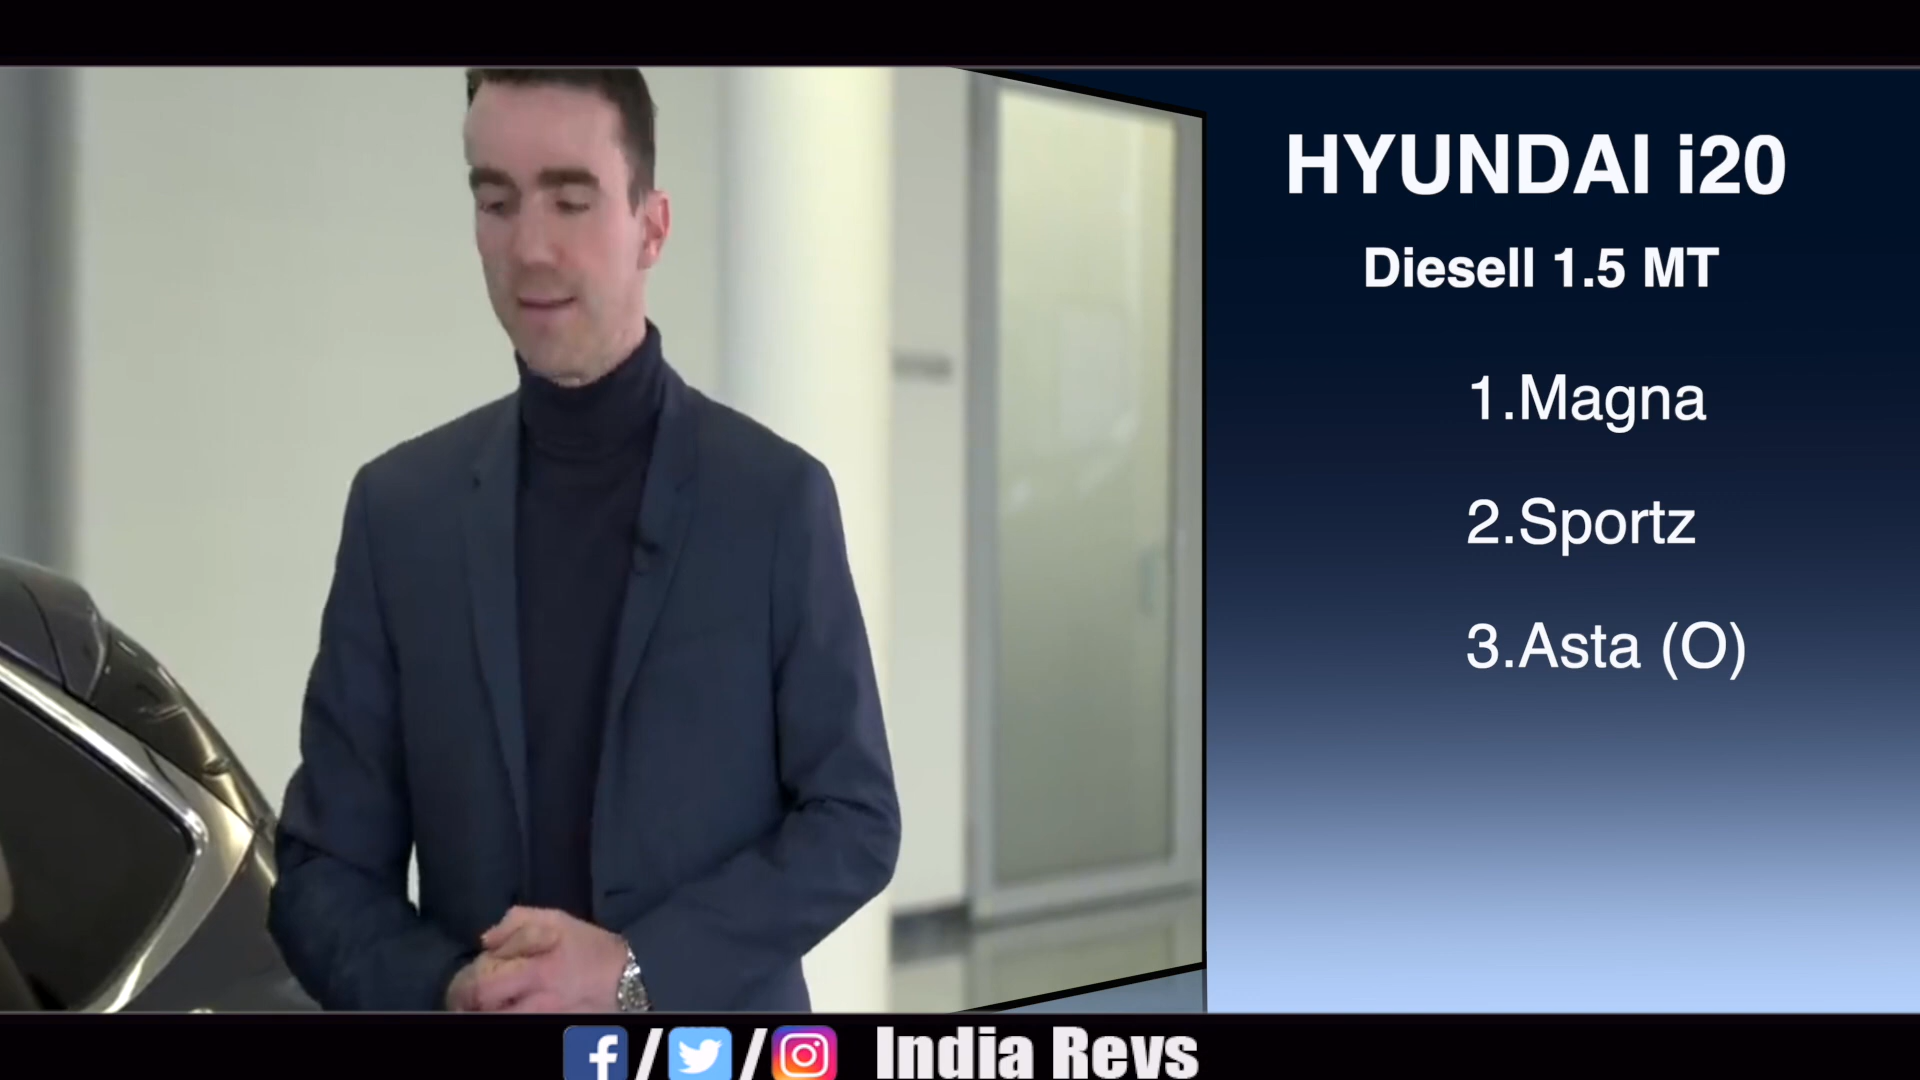 HYUNDAI i20
Diesell 1.5 MT
1.Magna
2.Sportz
3.Asta (O)
f / / India Revs